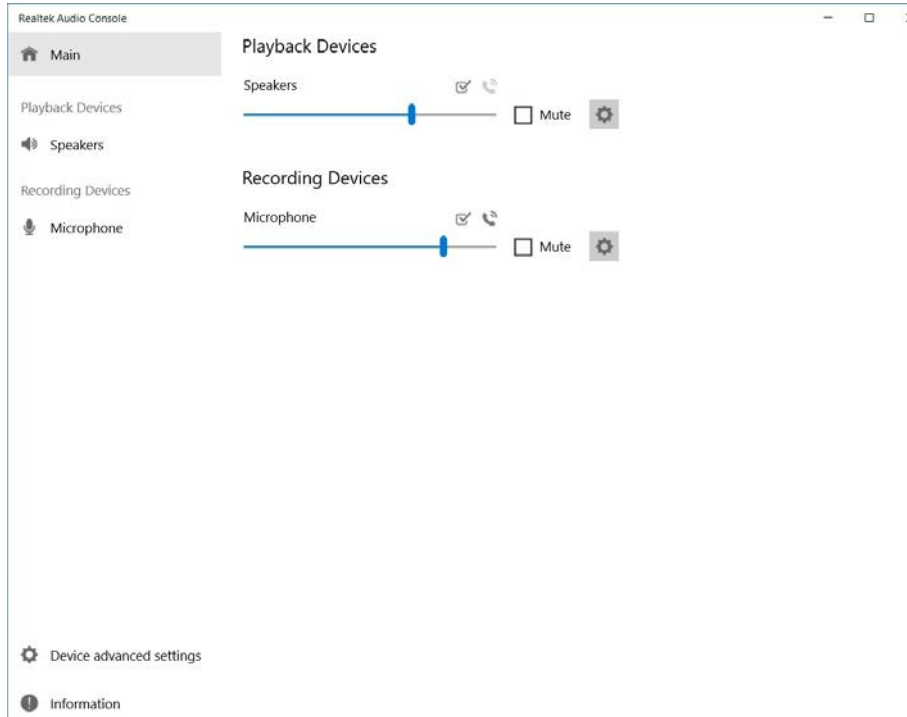 Realtek Audio Console
Main
Playback Devices
Speakers
Recording Devices
Microphone
Device advanced settings
Information
Playback Devices
Speakers
Mute
Recording Devices
Microphone
Mute